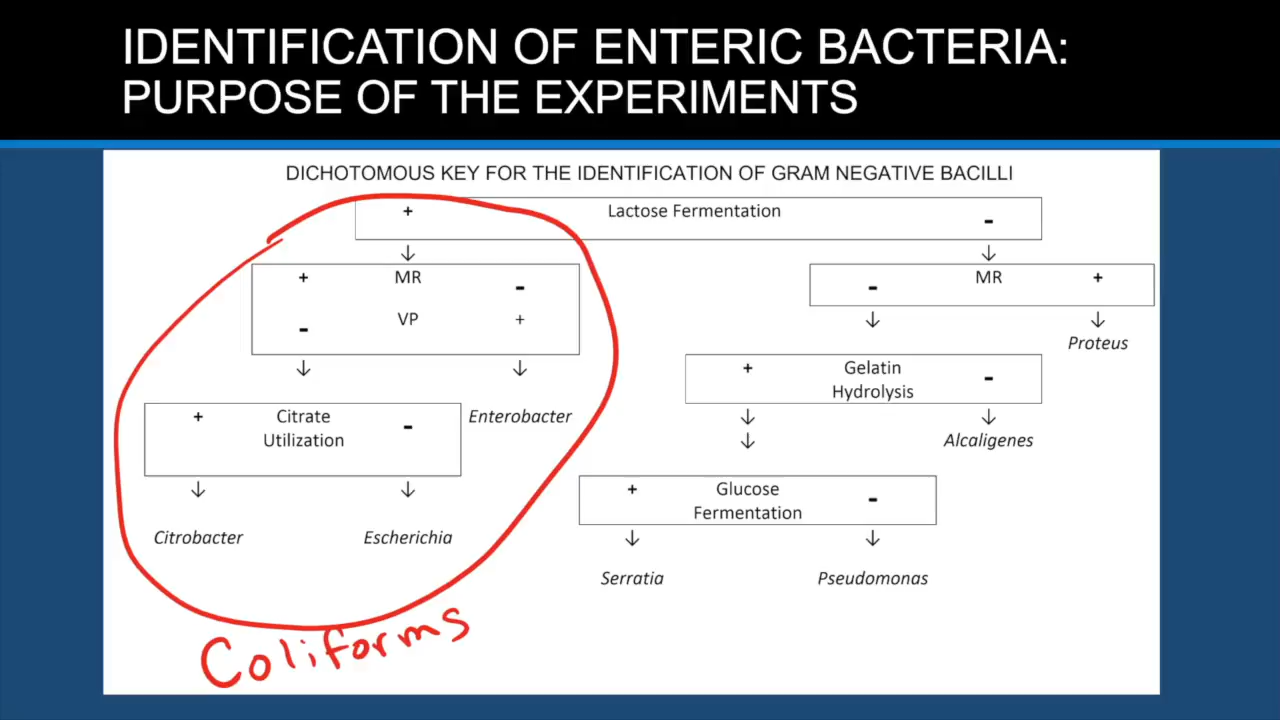 IDENTIFICATION OF ENTERIC BACTERIA:
PURPOSE OF THE EXPERIMENTS
DICHOTOMOUS KEY FOR THE IDENTIFICATION OF GRAM NEGATIVE BACILLI
+ Lactose Fermentation -
↓ ↓
+ MR -
- VP +
↓ ↓
+ Citrate -
Utilization
Enterobacter
↓ ↓
Citrobacter Escherichia
- MR +
↓ ↓
Proteus
+ Gelatin -
Hydrolysis
↓ ↓
↓ Alcaligenes
+ Glucose -
Fermentation
↓ ↓
Serratia Pseudomonas
Coliforms